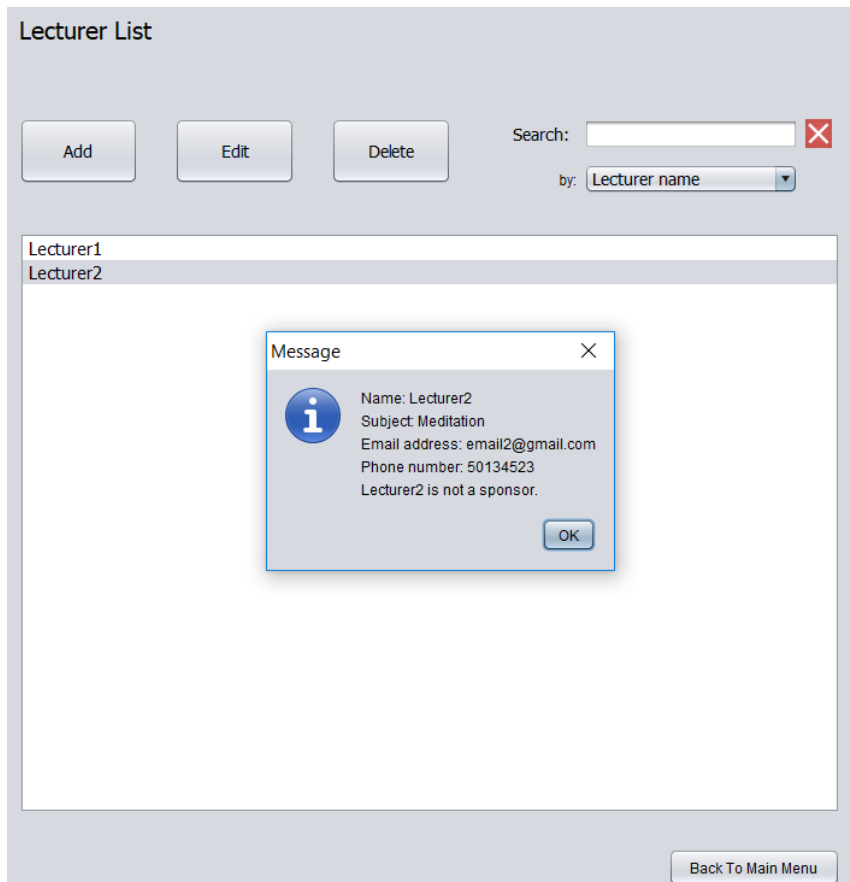 Lecturer List
Add
Edit
Delete
Search:
by:
Lecturer name
Lecturer1
Lecturer2
Message
Name: Lecturer2
Subject: Meditation
Email address: email2@gmail.com
Phone number: 50134523
Lecturer2 is not a sponsor.
OK
Back To Main Menu